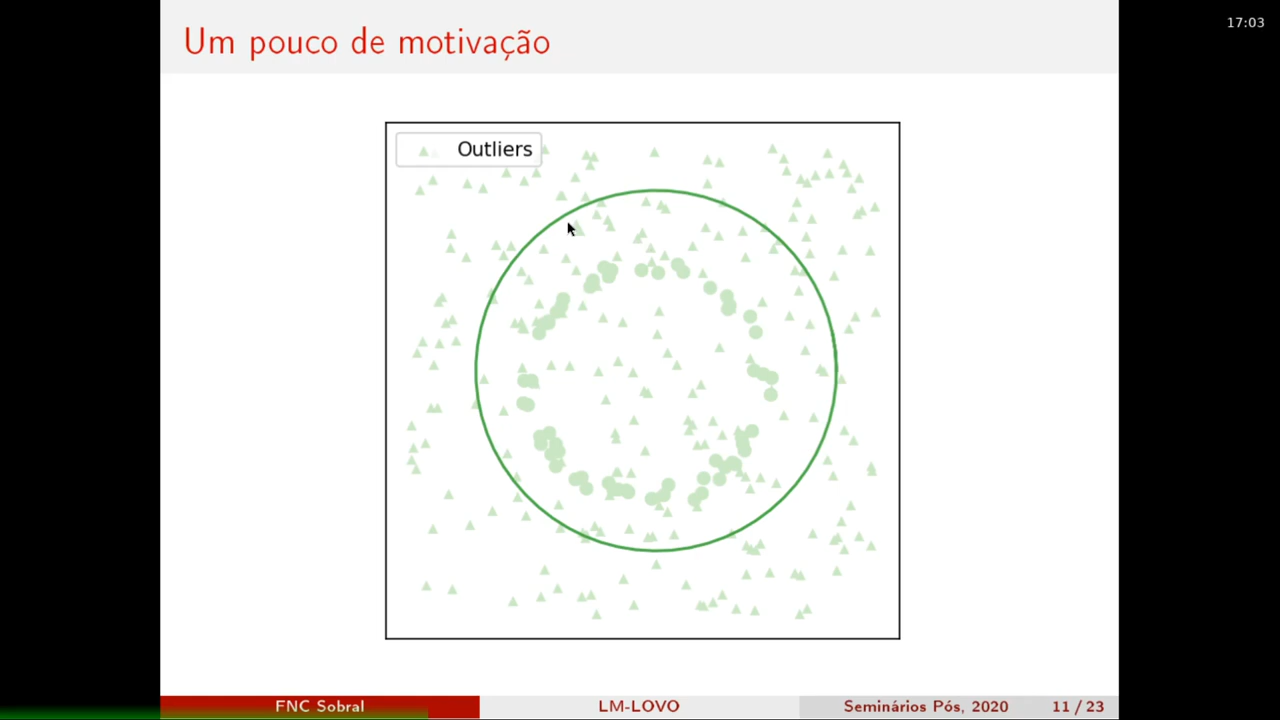 17:03
Um pouco de motivação
Outliers
FNC Sobral
LM-LOVO
Seminários Pós, 2020
11 / 23